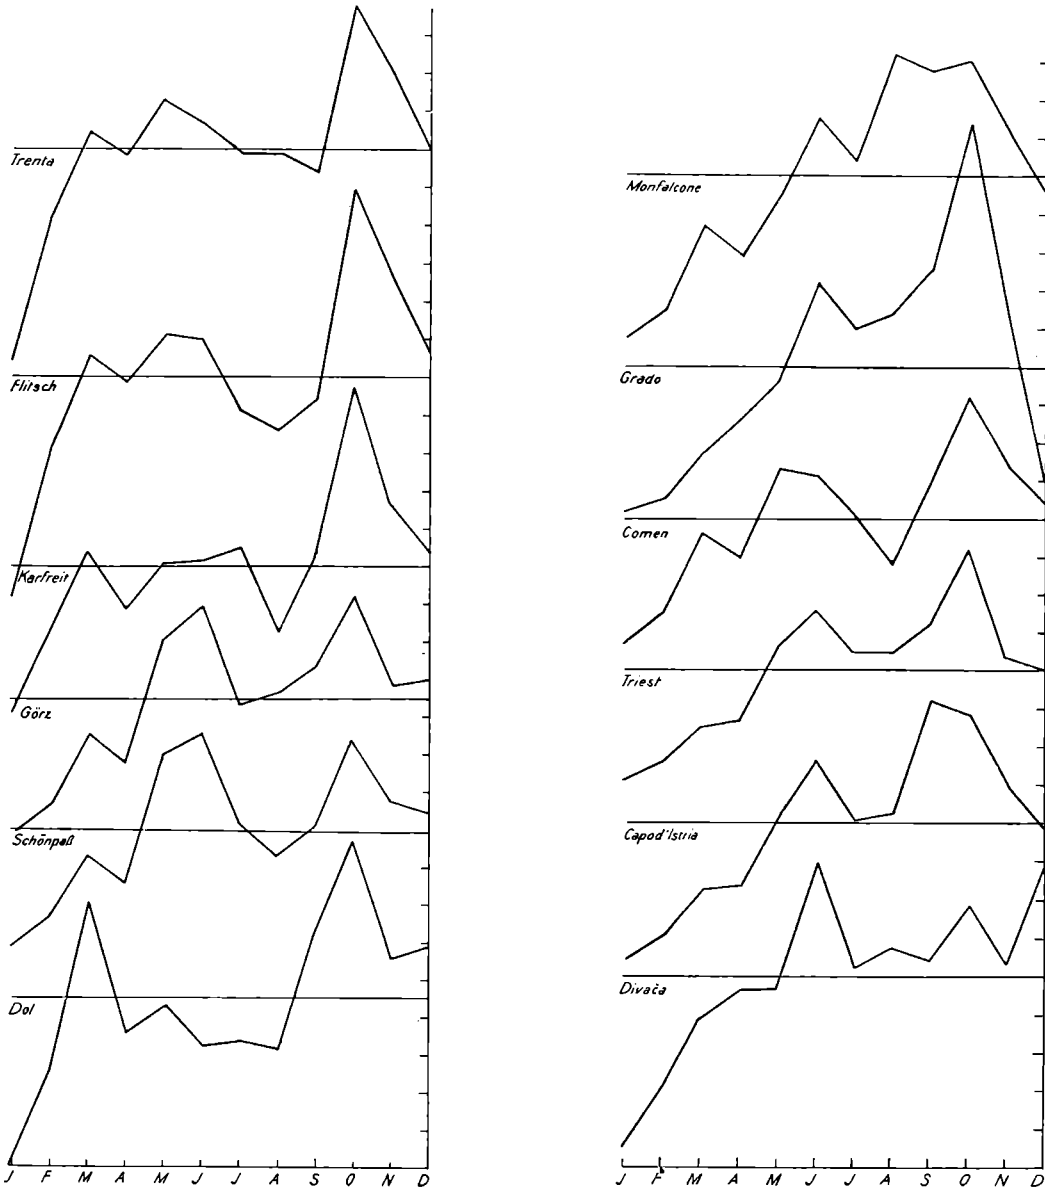 Trenta
Flitsch
Karfreit
Görz
Schönpaß
Dol
J F M A M J J A S O N D
Monfalcone
Grado
Comen
Triest
Capod'Istria
Divača
J F M A M J J A S O N D